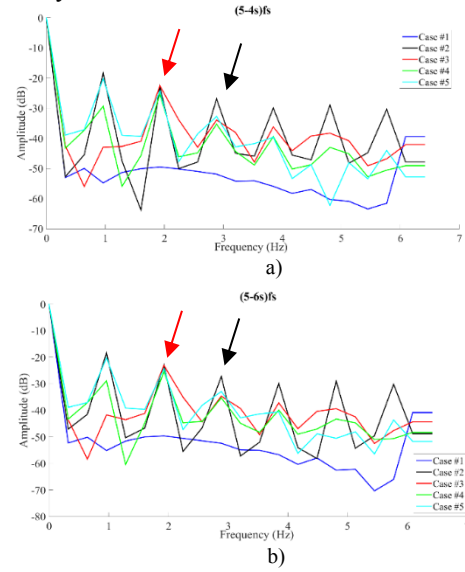 (5-4s)fs
Case #1
Case #2
Case #3
Case #4
Case #5
Amplitude (dB)
0
-10
-20
-30
-40
-50
-60
-70
0 1 2 3 4 5 6 7
Frequency (Hz)
a)
(5-6s)fs
Amplitude (dB)
0
-10
-20
-30
-40
-50
-60
-70
-80
Case #1
Case #2
Case #3
Case #4
Case #5
0 1 2 3 4 5 6 7
Frequency (Hz)
b)